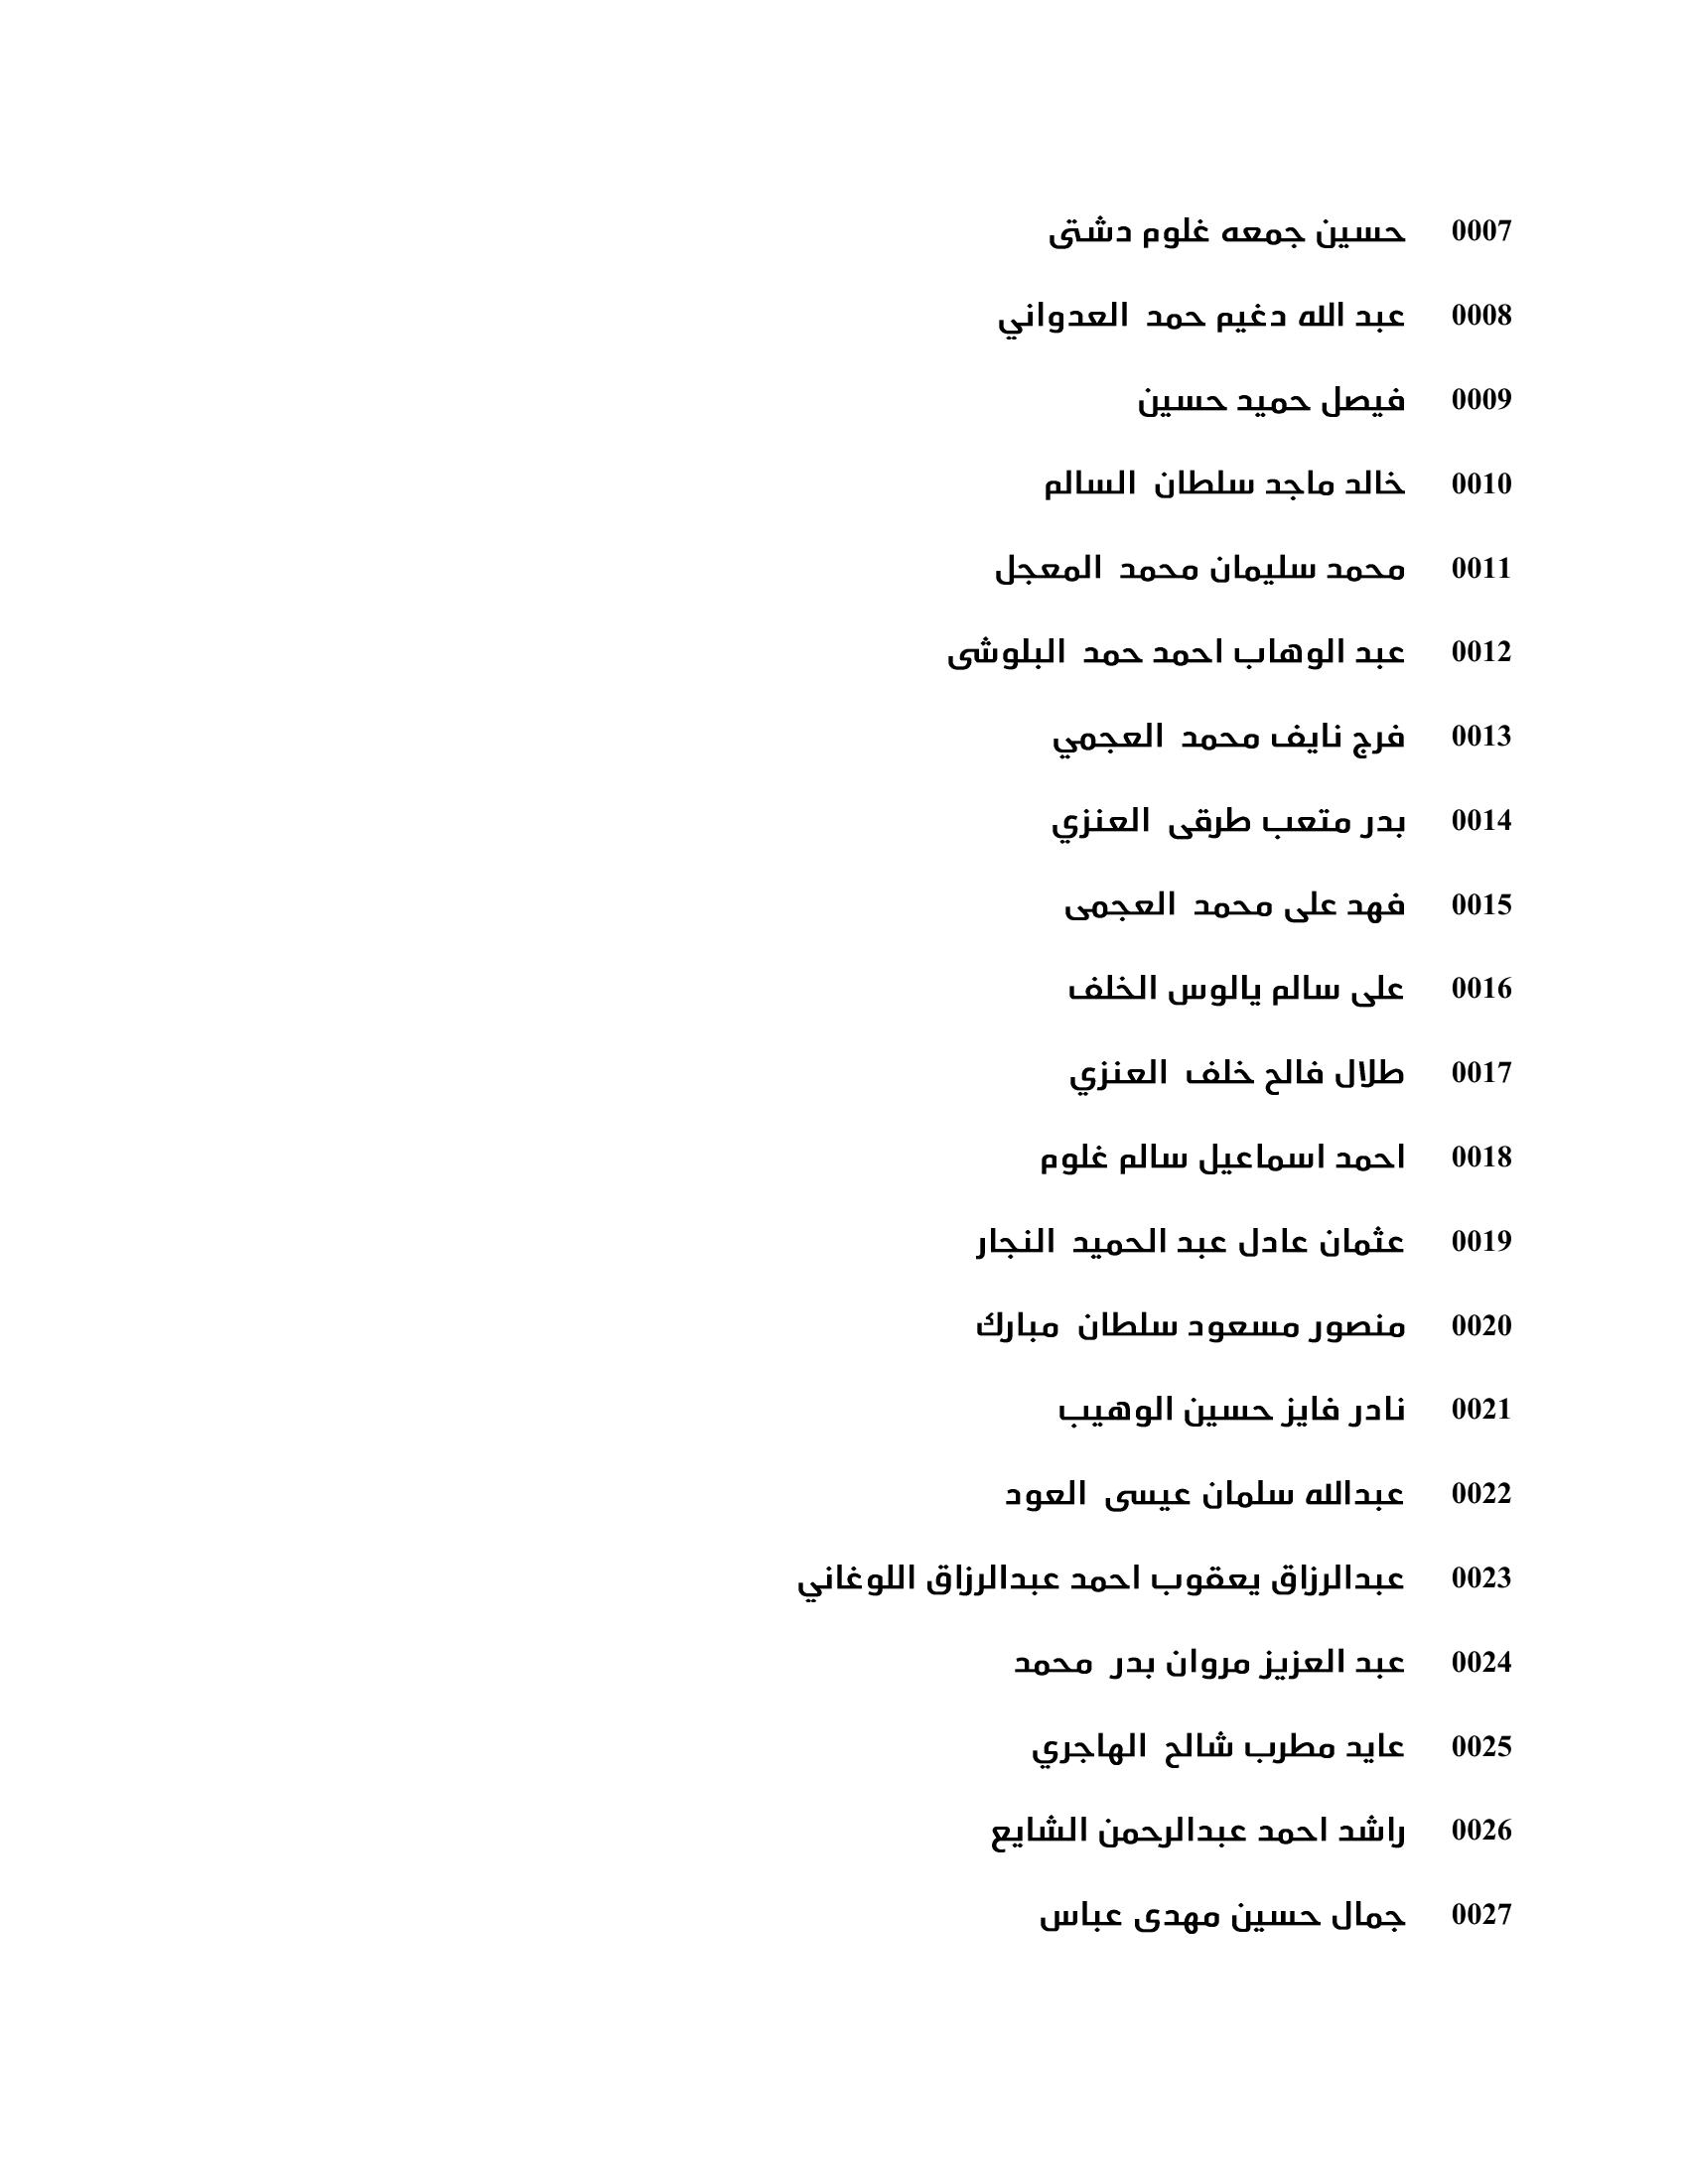 0007 حسين جمعه غلوم دشتى
0008 عبد الله دغيم حمد العدواني
0009 فيصل حميد حسين
0010 خالد ماجد سلطان السالم
0011 محمد سليمان محمد المعجل
0012 عبد الوهاب احمد حمد البلوشى
0013 فرج نايف محمد العجمي
0014 بدر متعب طرقى العنزي
0015 فهد على محمد العجمى
0016 على سالم يالوس الخلف
0017 طلال فالح خلف العنزي
0018 احمد اسماعيل سالم غلوم
0019 عثمان عادل عبد الحميد النجار
0020 منصور مسعود سلطان مبارك
0021 نادر فايز حسين الوهيب
0022 عبدالله سلمان عيسى العود
0023 عبدالرزاق يعقوب احمد عبدالرزاق اللوغاني
0024 عبد العزيز مروان بدر محمد
0025 عايد مطرب شالح الهاجري
0026 راشد احمد عبدالرحمن الشايع
0027 جمال حسين مهدى عباس